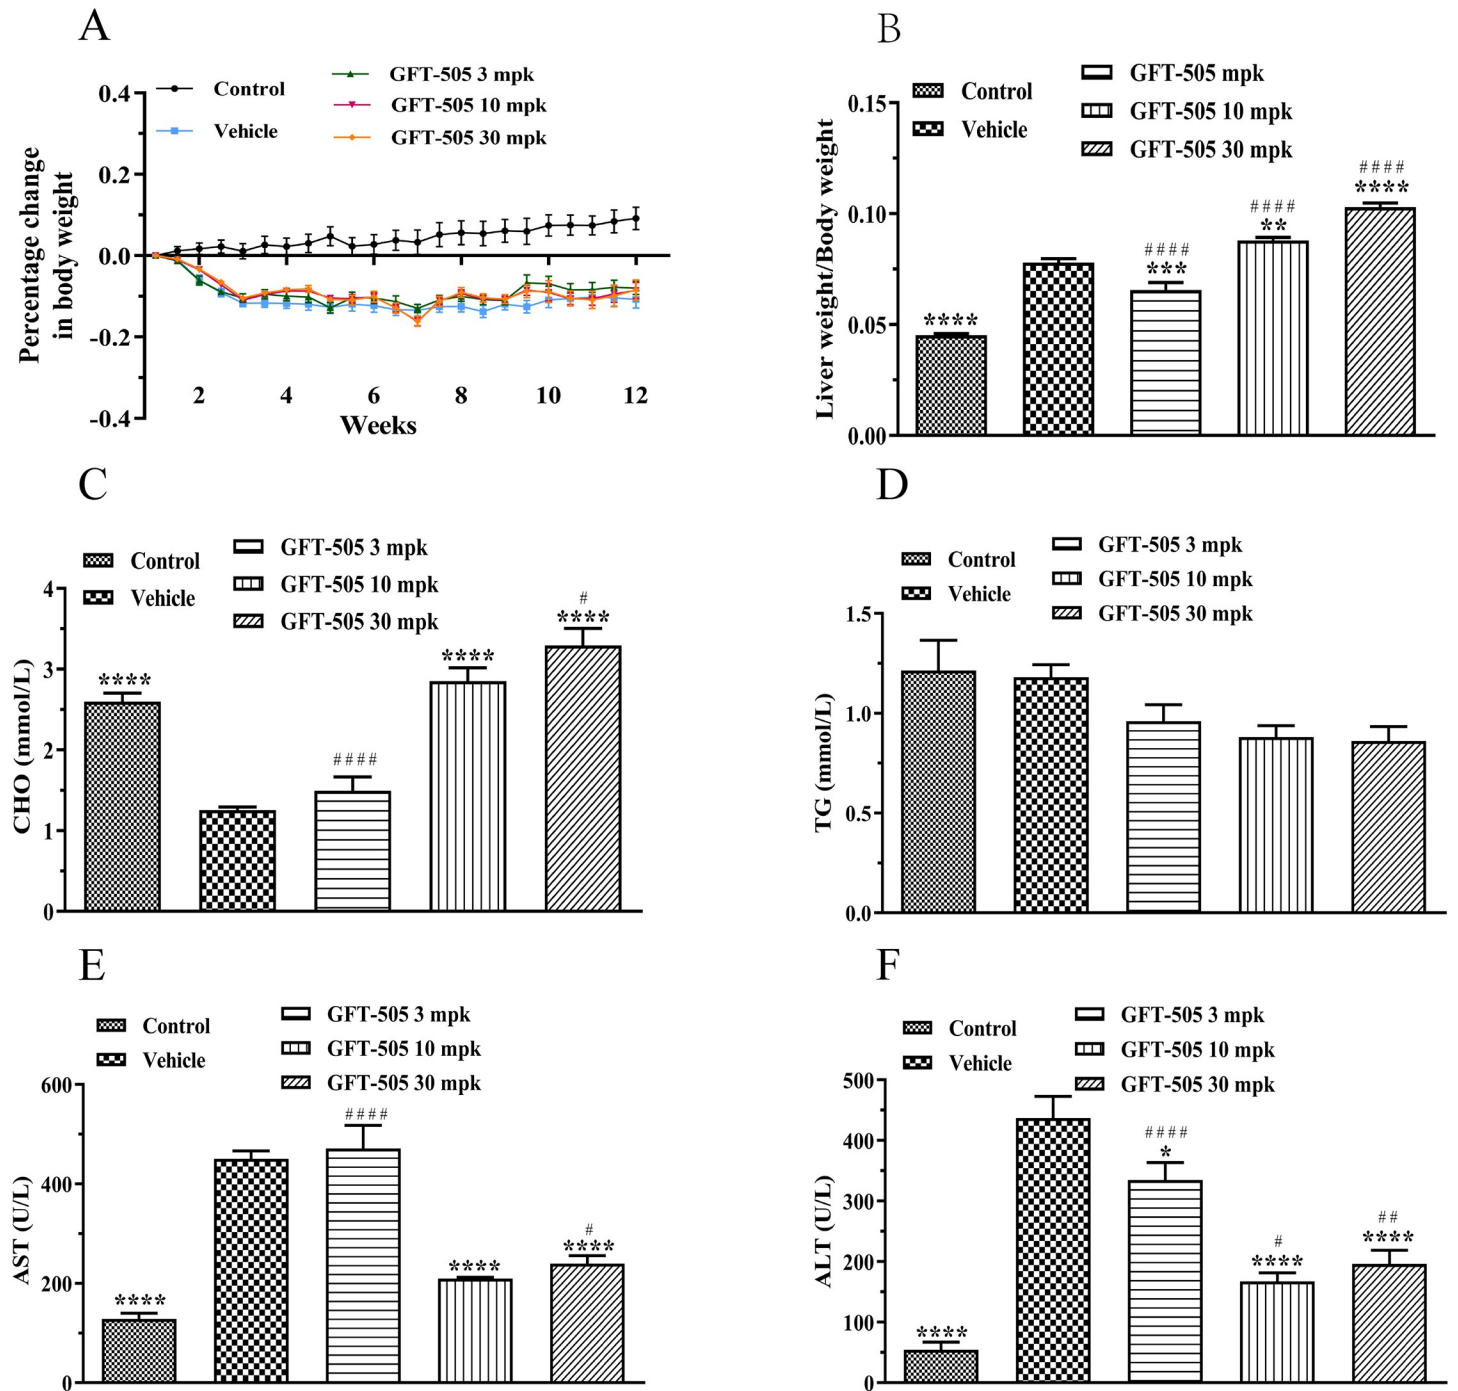 A
Control
Vehicle
GFT-505 3 mpk
GFT-505 10 mpk
GFT-505 30 mpk
Percentage change
in body weight
0.4
0.2
0.0
-0.2
-0.4
2 4 6 8 10 12
Weeks
B
Control
Vehicle
GFT-505 mpk
GFT-505 10 mpk
GFT-505 30 mpk
Liver weight/Body weight
0.15
0.10
0.05
0.00
****
####
***
####
**
####
****
C
Control
Vehicle
GFT-505 3 mpk
GFT-505 10 mpk
GFT-505 30 mpk
CHO (mmol/L)
4
3
2
1
0
****
####
****
#
****
D
Control
Vehicle
GFT-505 3 mpk
GFT-505 10 mpk
GFT-505 30 mpk
TG (mmol/L)
1.5
1.0
0.5
0.0
E
Control
Vehicle
GFT-505 3 mpk
GFT-505 10 mpk
GFT-505 30 mpk
AST (U/L)
600
400
200
0
****
####
****
#
****
F
Control
Vehicle
GFT-505 3 mpk
GFT-505 10 mpk
GFT-505 30 mpk
ALT (U/L)
500
400
300
200
100
0
****
####
*
#
****
##
****